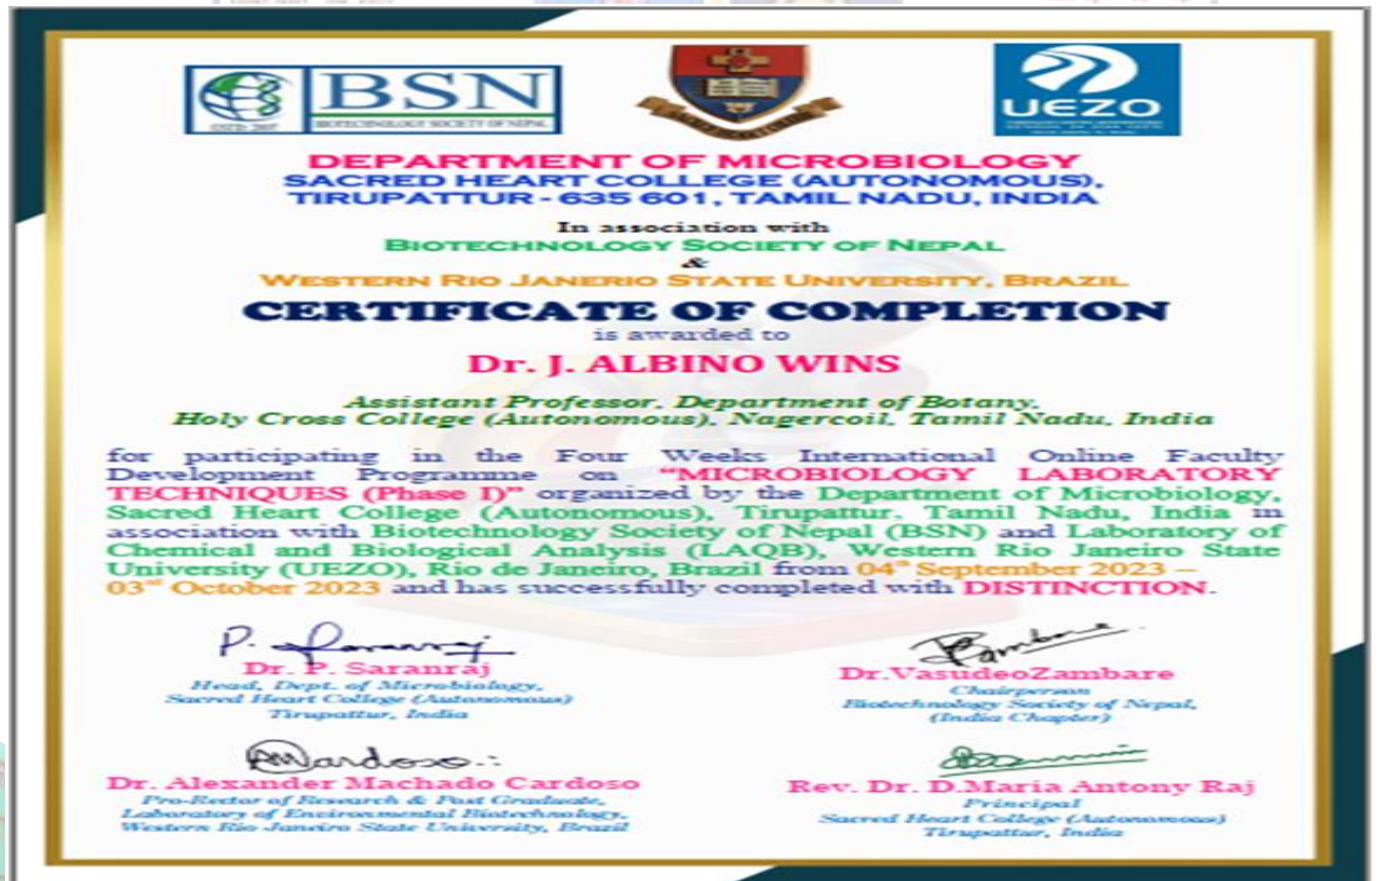 BSN
ESTD: 2007
BIOTECHNOLOGY SOCIETY OF NEPAL
UEZO
DEPARTMENT OF MICROBIOLOGY
SACRED HEART COLLEGE (AUTONOMOUS),
TIRUPATTUR - 635 601, TAMIL NADU, INDIA
In association with
BIOTECHNOLOGY SOCIETY OF NEPAL
&
WESTERN RIO JANERIO STATE UNIVERSITY, BRAZIL
CERTIFICATE OF COMPLETION
is awarded to
Dr. J. ALBINO WINS
Assistant Professor, Department of Botany,
Holy Cross College (Autonomous), Nagercoil, Tamil Nadu, India
for participating in the Four Weeks International Online Faculty
Development Programme on "MICROBIOLOGY LABORATORY
TECHNIQUES (Phase I)" organized by the Department of Microbiology,
Sacred Heart College (Autonomous), Tirupattur, Tamil Nadu, India in
association with Biotechnology Society of Nepal (BSN) and Laboratory of
Chemical and Biological Analysis (LAQB), Western Rio Janeiro State
University (UEZO), Rio de Janeiro, Brazil from 04th September 2023 –
03rd October 2023 and has successfully completed with DISTINCTION.
Dr. P. Saranraj
Head, Dept. of Microbiology,
Sacred Heart College (Autonomous)
Tirupattur, India
Dr.VasudeoZambare
Chairperson
Biotechnology Society of Nepal,
(India Chapter)
Dr. Alexander Machado Cardoso
Pro-Rector of Research & Post Graduate,
Laboratory of Environmental Biotechnology,
Western Rio Janeiro State University, Brazil
Rev. Dr. D.Maria Antony Raj
Principal
Sacred Heart College (Autonomous)
Tirupattur, India